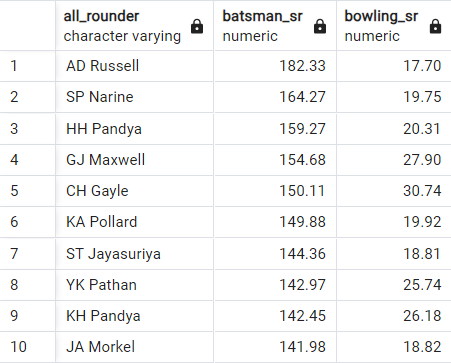 all_rounder batsman_sr bowling_sr
character varying numeric numeric
1 AD Russell 182.33 17.70
2 SP Narine 164.27 19.75
3 HH Pandya 159.27 20.31
4 GJ Maxwell 154.68 27.90
5 CH Gayle 150.11 30.74
6 KA Pollard 149.88 19.92
7 ST Jayasuriya 144.36 18.81
8 YK Pathan 142.97 25.74
9 KH Pandya 142.45 26.18
10 JA Morkel 141.98 18.82